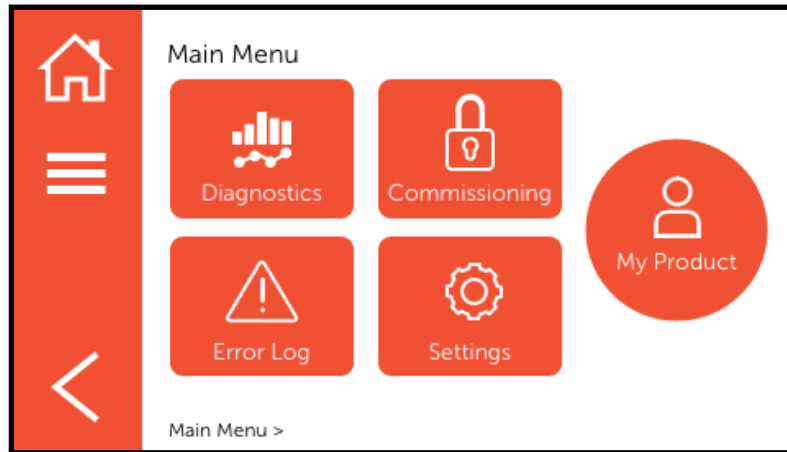 Main Menu
Diagnostics
Commissioning
My Product
Error Log
Settings
Main Menu >